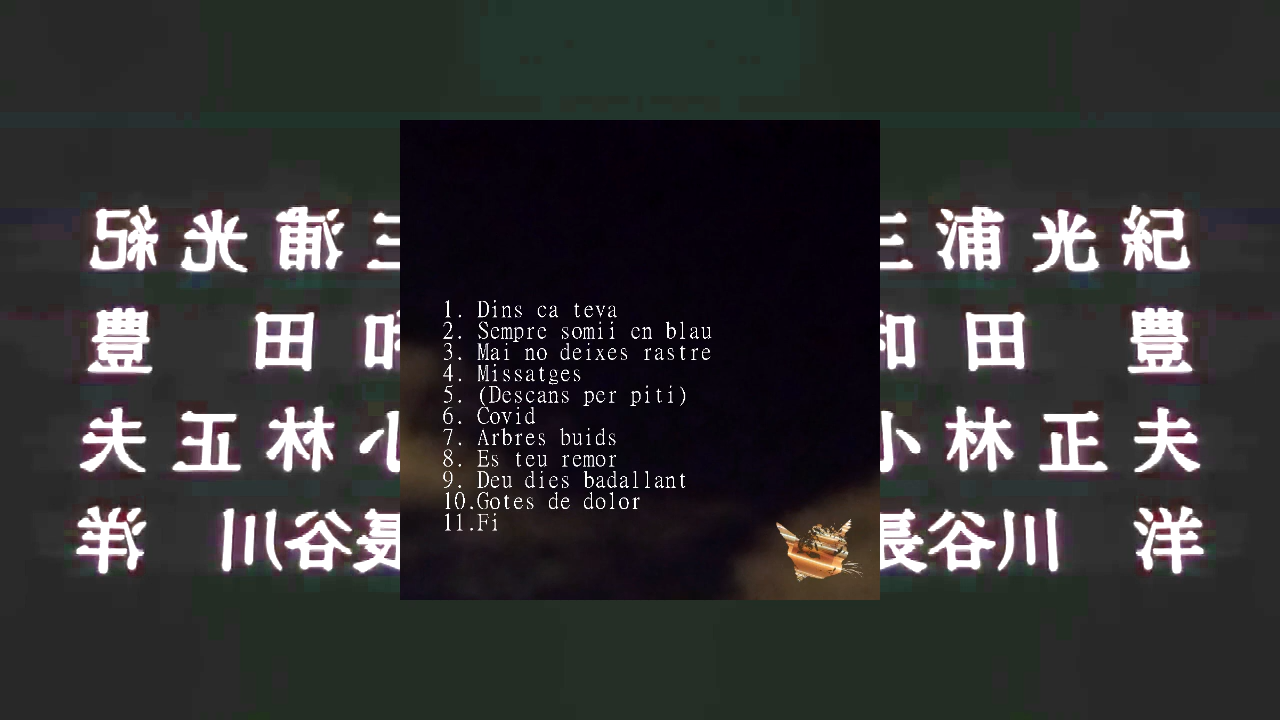 1. Dins ca teva
2. Sempre somii en blau
3. Mai no deixes rastre
4. Missatges
5. (Descans per piti)
6. Covid
7. Arbres buids
8. Es teu remor
9. Deu dies badallant
10.Gotes de dolor
11.Fi
三浦光紀
和田 豊
小林正夫
長谷川 洋